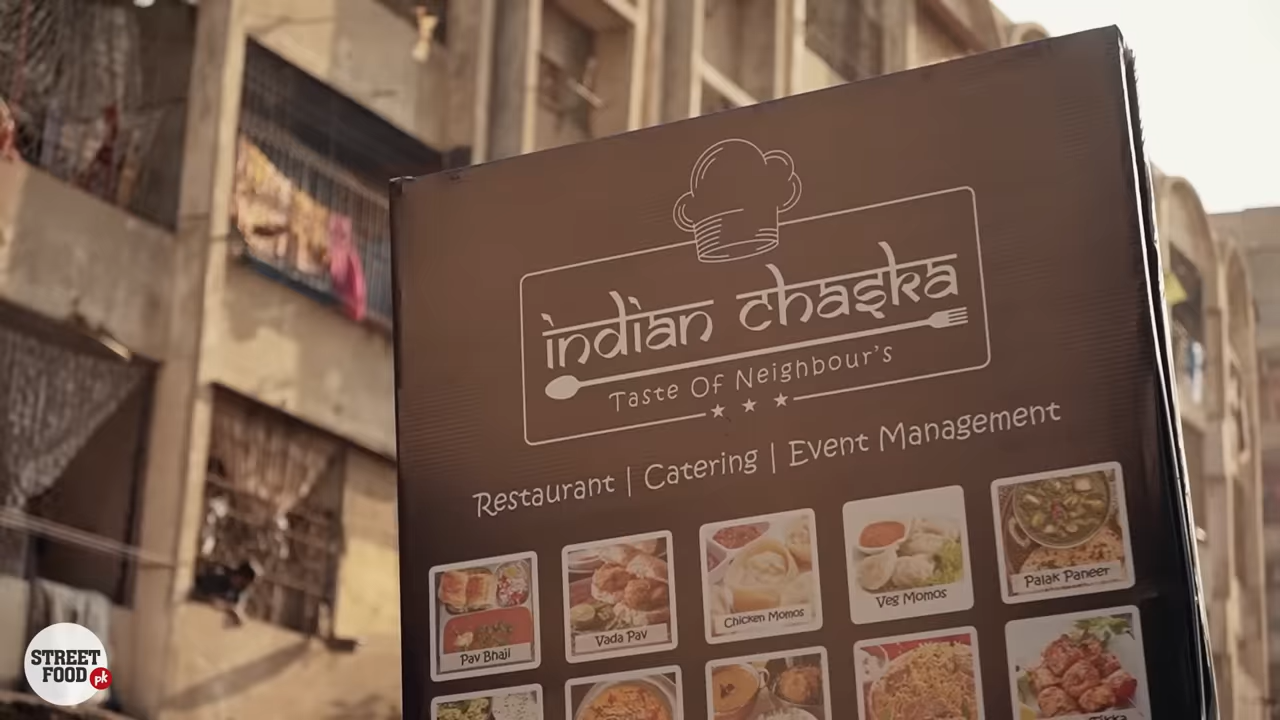 indian chaska
Taste Of Neighbour's
Restaurant | Catering | Event Management
Pav Bhaji
Vada Pav
Chicken Momos
Veg Momos
Palak Paneer
STREET
FOOD pk